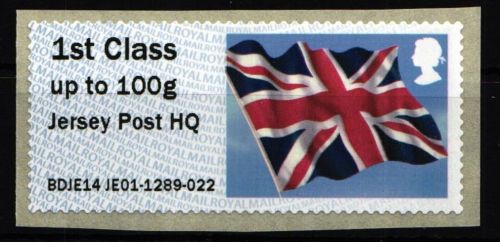 1st Class
up to 100g
Jersey Post HQ
BDJE14 JE01-1289-022